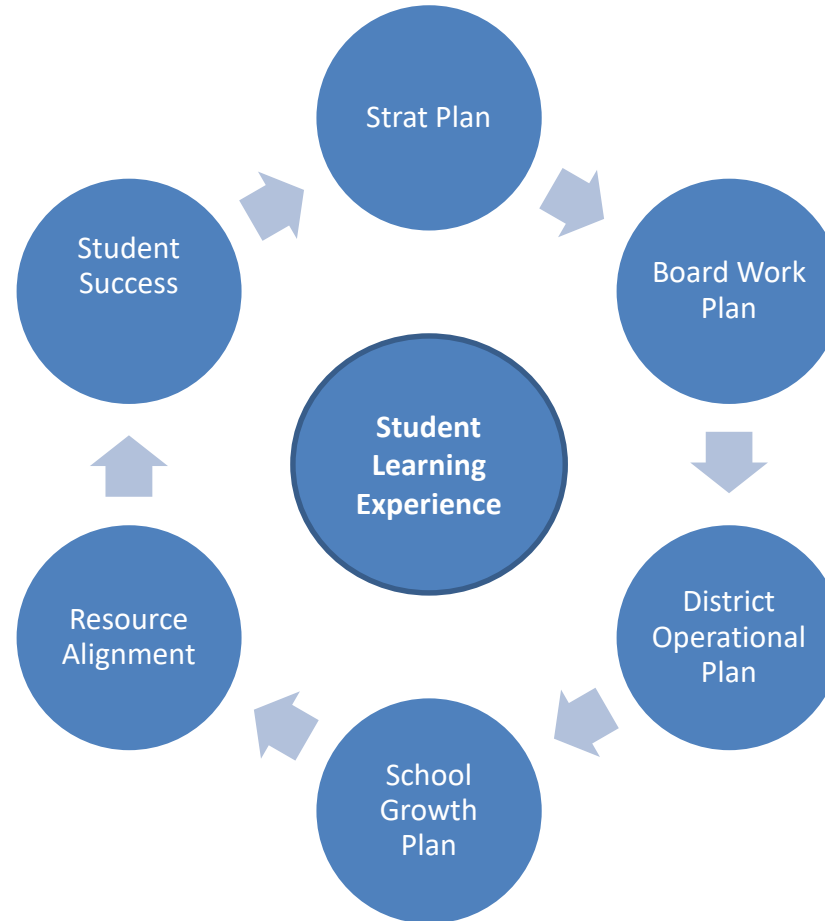 Strat Plan
Board Work
Plan
District
Operational
Plan
School
Growth
Plan
Resource
Alignment
Student
Success
Student
Learning
Experience